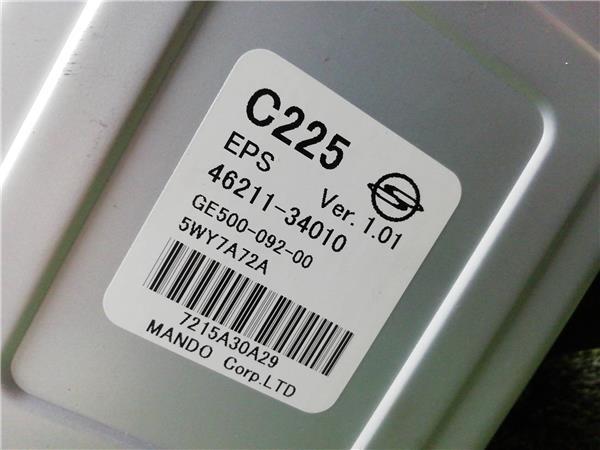 C225
EPS Ver. 1.01
46211-34010
GE500-092-00
5WY7A72A
7215A30A29
MANDO Corp.LTD